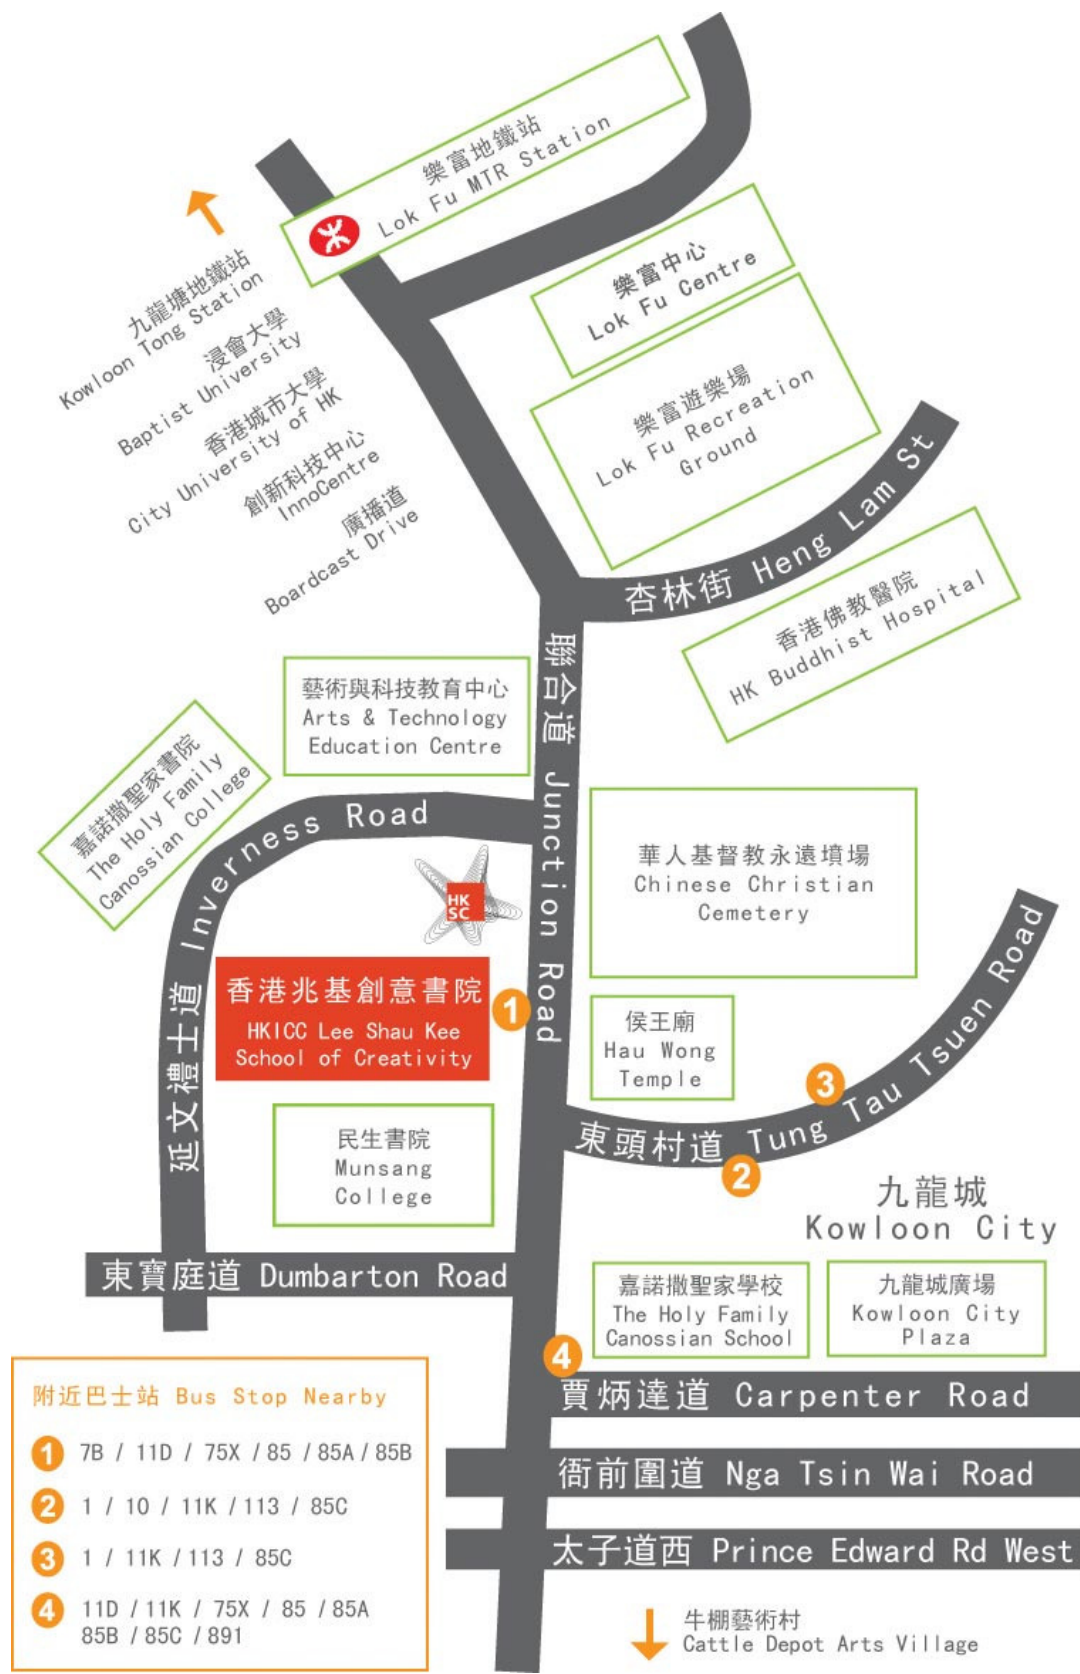 樂富地鐵站
Lok Fu MTR Station
九龍塘地鐵站
Kowloon Tong Station
浸會大學
Baptist University
香港城市大學
City University of HK
創新科技中心
InnoCentre
廣播道
Boardcast Drive
樂富中心
Lok Fu Centre
樂富遊樂場
Lok Fu Recreation
Ground
杏林街 Heng Lam St
香港佛教醫院
HK Buddhist Hospital
聯合道 Junction Road
藝術與科技教育中心
Arts & Technology
Education Centre
嘉諾撒聖家書院
The Holy Family
Canossian College
延文禮士道 Inverness Road
華人基督教永遠墳場
Chinese Christian
Cemetery
HK
SC
香港兆基創意書院
HKICC Lee Shau Kee
School of Creativity
1
侯王廟
Hau Wong
Temple
3
東頭村道 Tung Tau Tsuen Road
2
民生書院
Munsang
College
九龍城
Kowloon City
東寶庭道 Dumbarton Road
嘉諾撒聖家學校
The Holy Family
Canossian School
九龍城廣場
Kowloon City
Plaza
4
賈炳達道 Carpenter Road
衙前圍道 Nga Tsin Wai Road
太子道西 Prince Edward Rd West
附近巴士站 Bus Stop Nearby
1 7B / 11D / 75X / 85 / 85A / 85B
2 1 / 10 / 11K / 113 / 85C
3 1 / 11K / 113 / 85C
4 11D / 11K / 75X / 85 / 85A
85B / 85C / 891
牛棚藝術村
Cattle Depot Arts Village